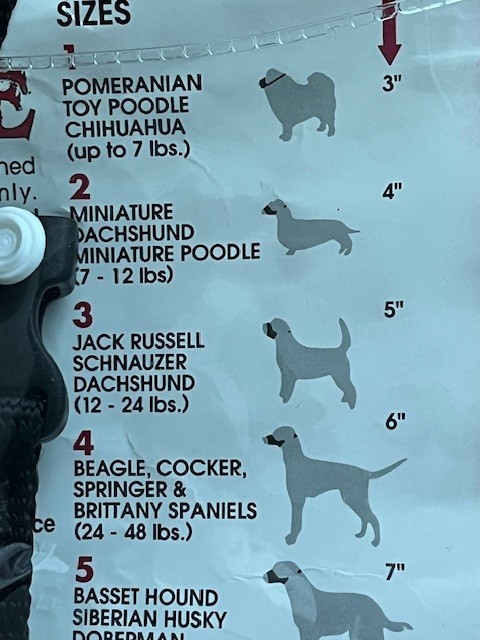 SIZES
1
3"
POMERANIAN
TOY POODLE
CHIHUAHUA
(up to 7 lbs.)
2
4"
MINIATURE
DACHSHUND
MINIATURE POODLE
(7 - 12 lbs)
3
5"
JACK RUSSELL
SCHNAUZER
DACHSHUND
(12 - 24 lbs.)
4
6"
BEAGLE, COCKER,
SPRINGER &
BRITTANY SPANIELS
(24 - 48 lbs.)
5
7"
BASSET HOUND
SIBERIAN HUSKY
DOBERMAN